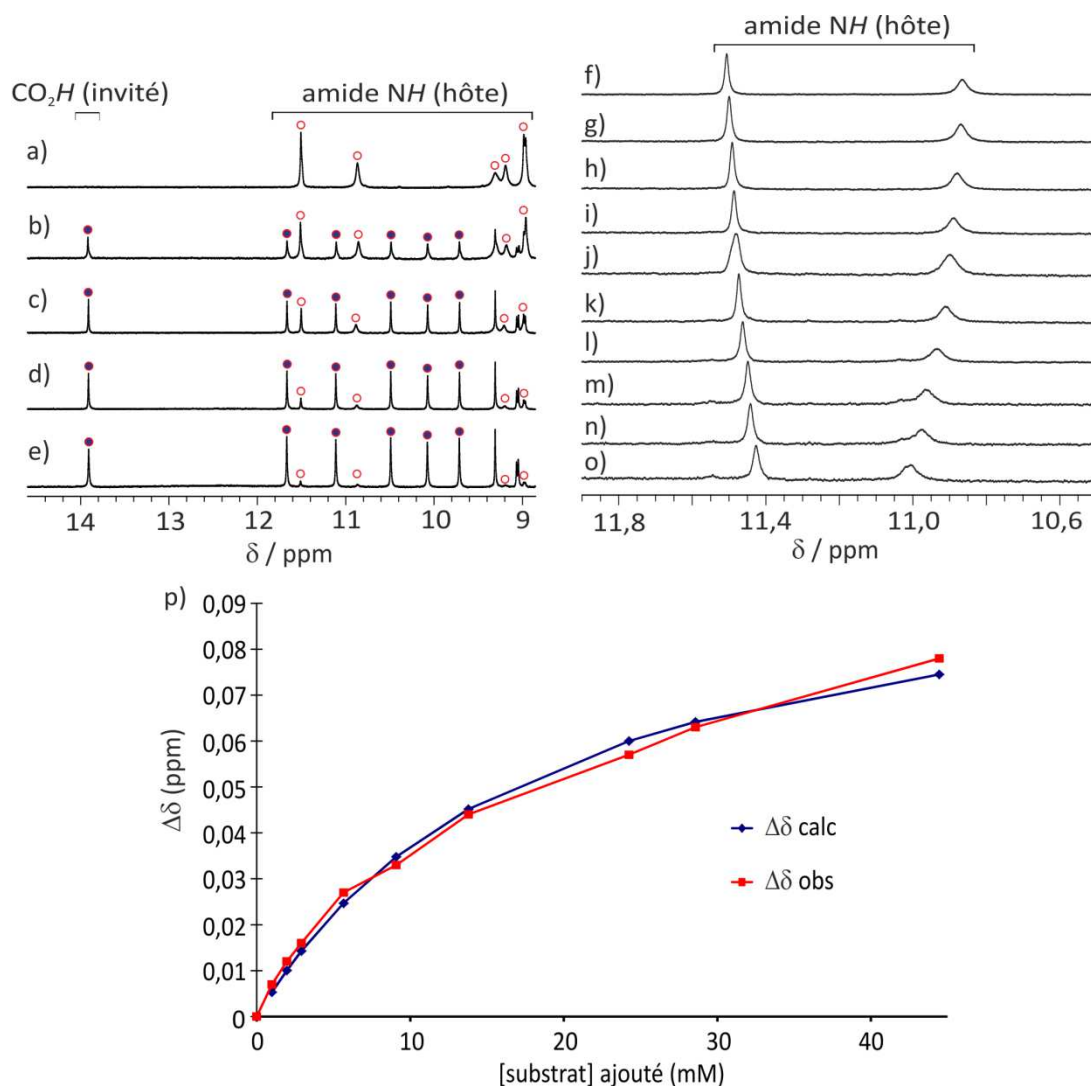 CO₂H (invité)
amide NH (hôte)
a)
b)
c)
d)
e)
14 13 12 11 10 9
δ / ppm
amide NH (hôte)
f)
g)
h)
i)
j)
k)
l)
m)
n)
o)
11,8 11,4 11,0 10,6
δ / ppm
p)
0,09
0,08
0,07
0,06
0,05
0,04
0,03
0,02
0,01
0
Δδ (ppm)
0 10 20 30 40
[substrat] ajouté (mM)
Δδ calc
Δδ obs